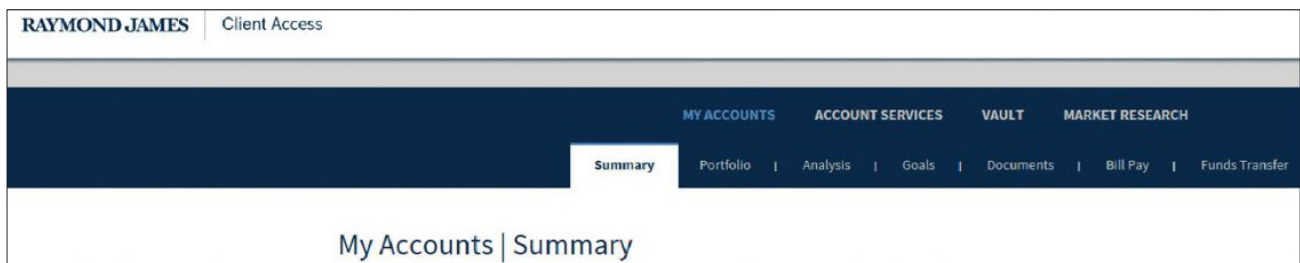 RAYMOND JAMES Client Access
MY ACCOUNTS ACCOUNT SERVICES VAULT MARKET RESEARCH
Summary Portfolio | Analysis | Goals | Documents | Bill Pay | Funds Transfer
My Accounts | Summary